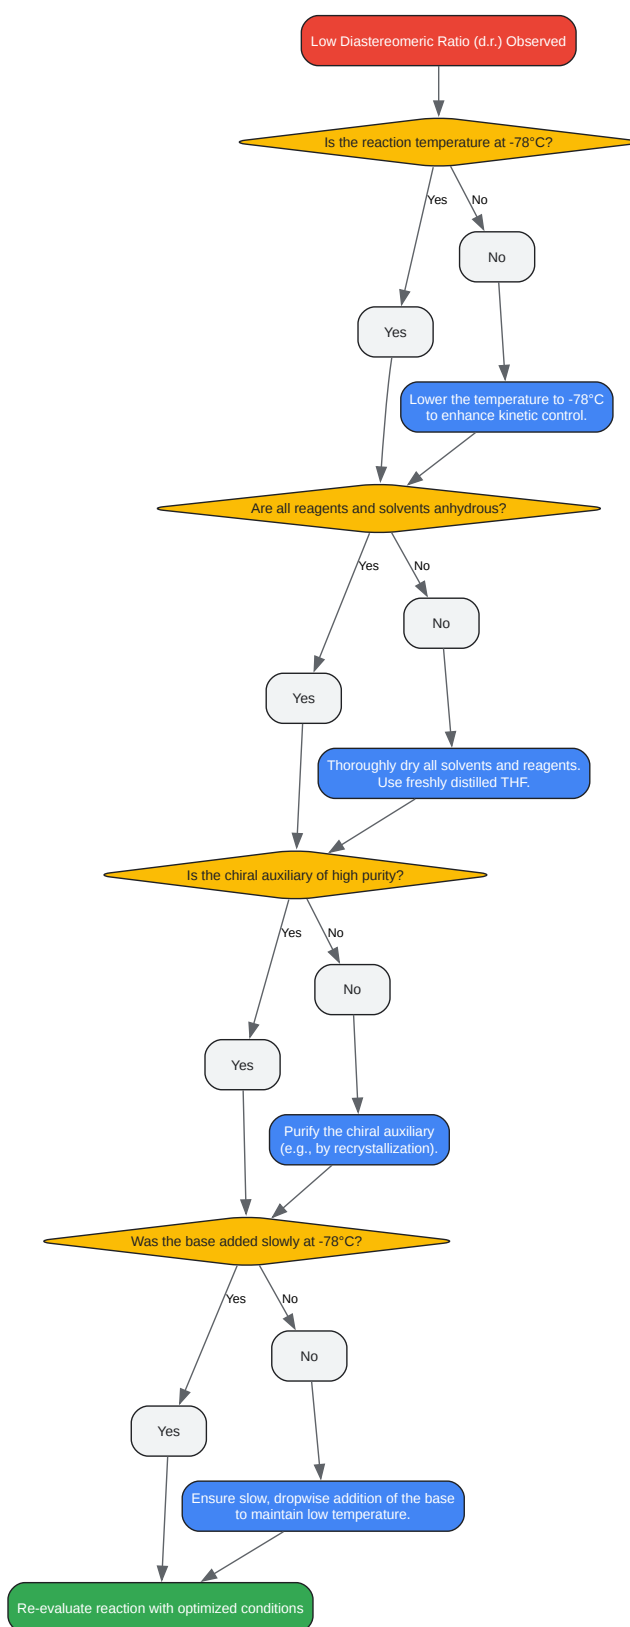 Low Diastereomeric Ratio (d.r.) Observed
Is the reaction temperature at -78°C?
Yes
No
No
Yes
Lower the temperature to -78°C
to enhance kinetic control.
Are all reagents and solvents anhydrous?
Yes
No
No
Yes
Thoroughly dry all solvents and reagents.
Use freshly distilled THF.
Is the chiral auxiliary of high purity?
Yes
No
No
Yes
Purify the chiral auxiliary
(e.g., by recrystallization).
Was the base added slowly at -78°C?
Yes
No
No
Yes
Ensure slow, dropwise addition of the base
to maintain low temperature.
Re-evaluate reaction with optimized conditions